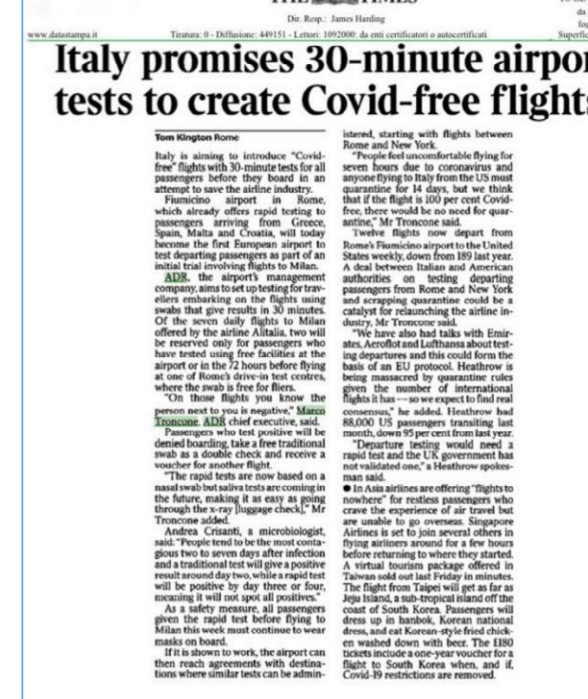 THE TIMES
Dir. Resp.: James Harding
www.datastampa.it
Tiratura: 0 - Diffusione: 449151 - Lettori: 1092000: da enti certificatori o autocertificati
da
Superfic
Italy promises 30-minute airpo
tests to create Covid-free flight
Tom Kington Rome
Italy is aiming to introduce “Covid-
free” flights with 30-minute tests for all
passengers before they board in an
attempt to save the airline industry.
Fiumicino airport in Rome,
which already offers rapid testing to
passengers arriving from Greece,
Spain, Malta and Croatia, will today
become the first European airport to
test departing passengers as part of an
initial trial involving flights to Milan.
ADR, the airport’s management
company, aims to set up testing for trav-
ellers embarking on the flights using
swabs that give results in 30 minutes.
Of the seven daily flights to Milan
offered by the airline Alitalia, two will
be reserved only for passengers who
have tested using free facilities at the
airport or in the 72 hours before flying
at one of Rome’s drive-in test centres,
where the swab is free for fliers.
“On those flights you know the
person next to you is negative,” Marco
Troncone, ADR chief executive, said.
Passengers who test positive will be
denied boarding, take a free traditional
swab as a double check and receive a
voucher for another flight.
“The rapid tests are now based on a
nasal swab but saliva tests are coming in
the future, making it as easy as going
through the x-ray [luggage check],” Mr
Troncone added.
Andrea Crisanti, a microbiologist,
said: “People tend to be the most conta-
gious two to seven days after infection
and a traditional test will give a positive
result around day two, while a rapid test
will be positive by day three or four,
meaning it will not spot all positives.”
As a safety measure, all passengers
given the rapid test before flying to
Milan this week must continue to wear
masks on board.
If it is shown to work, the airport can
then reach agreements with destina-
tions where similar tests can be admin-
istered, starting with flights between
Rome and New York.
“People feel uncomfortable flying for
seven hours due to coronavirus and
anyone flying to Italy from the US must
quarantine for 14 days, but we think
that if the flight is 100 per cent Covid-
free, there would be no need for quar-
antine,” Mr Troncone said.
Twelve flights now depart from
Rome’s Fiumicino airport to the United
States weekly, down from 189 last year.
A deal between Italian and American
authorities on testing departing
passengers from Rome and New York
and scrapping quarantine could be a
catalyst for relaunching the airline in-
dustry, Mr Troncone said.
“We have also had talks with Emir-
ates, Aeroflot and Lufthansa about test-
ing departures and this could form the
basis of an EU protocol. Heathrow is
being massacred by quarantine rules
given the number of international
flights it has — so we expect to find real
consensus,” he added. Heathrow had
88,000 US passengers transiting last
month, down 95 per cent from last year.
“Departure testing would need a
rapid test and the UK government has
not validated one,” a Heathrow spokes-
man said.
● In Asia airlines are offering “flights to
nowhere” for restless passengers who
crave the experience of air travel but
are unable to go overseas. Singapore
Airlines is set to join several others in
flying airliners around for a few hours
before returning to where they started.
A virtual tourism package offered in
Taiwan sold out last Friday in minutes.
The flight from Taipei will get as far as
Jeju Island, a sub-tropical island off the
coast of South Korea. Passengers will
dress up in hanbok, Korean national
dress, and eat Korean-style fried chick-
en washed down with beer. The £180
tickets include a one-year voucher for a
flight to South Korea when, and if,
Covid-19 restrictions are removed.